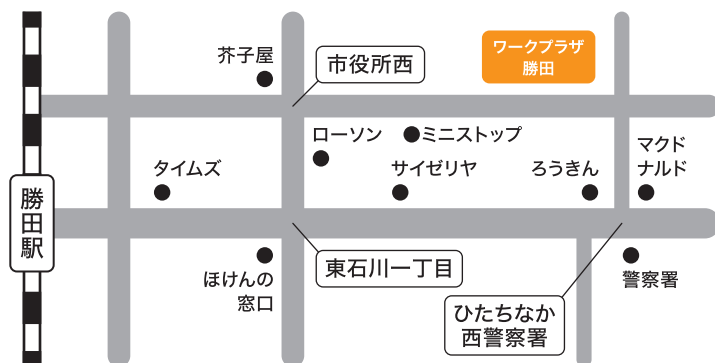 芥子屋
市役所西
ワークプラザ
勝田
ローソン
ミニストップ
マクド
ナルド
タイムズ
サイゼリヤ
ろうきん
勝田駅
東石川一丁目
ほけんの
窓口
警察署
ひたちなか
西警察署